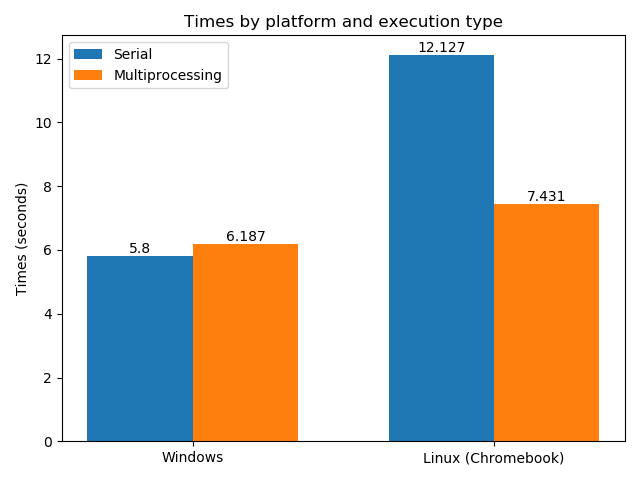 Times by platform and execution type
Serial
Multiprocessing
12.127
7.431
5.8
6.187
Times (seconds)
12
10
8
6
4
2
0
Windows
Linux (Chromebook)